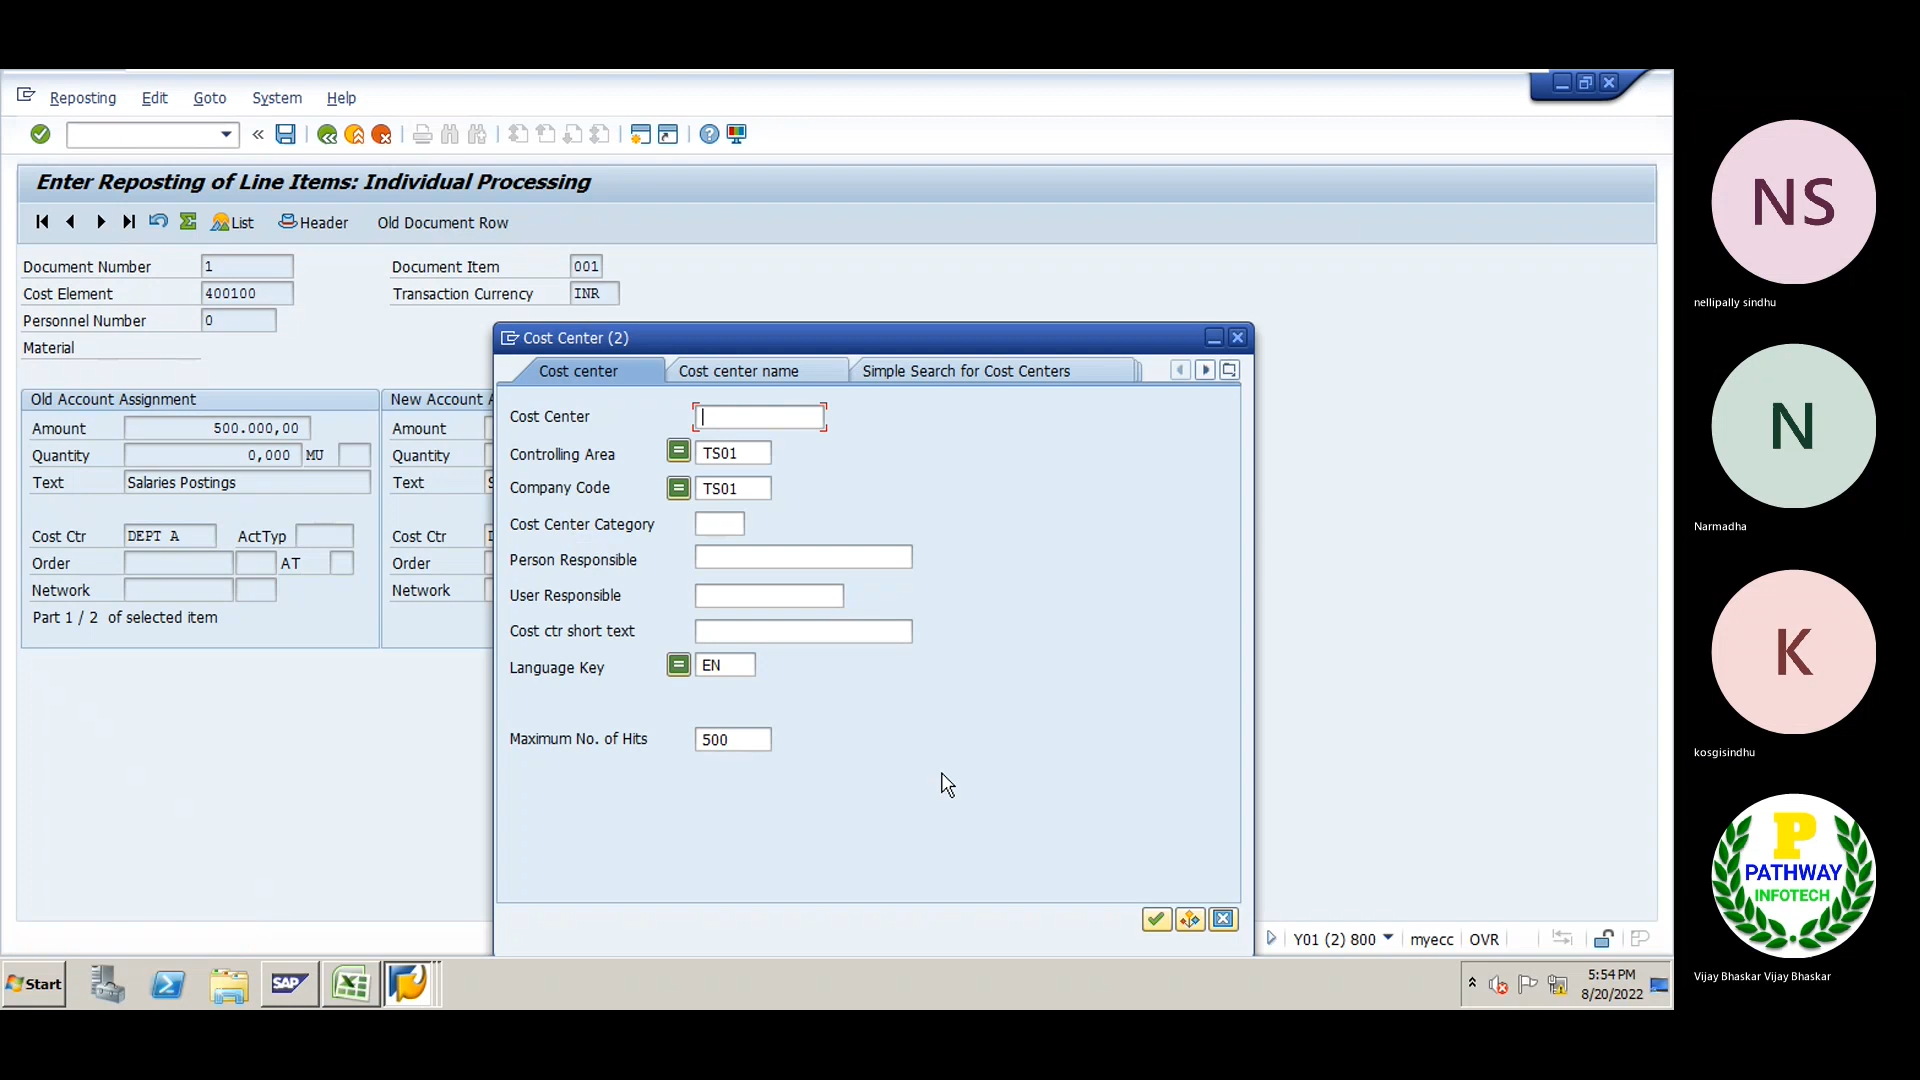 Reposting Edit Goto System Help
Enter Reposting of Line Items: Individual Processing
List Header Old Document Row
Document Number 1 Document Item 001
Cost Element 400100 Transaction Currency INR
Personnel Number 0
Material
Old Account Assignment New Account A
Amount 500.000,00 Amount
Quantity 0,000 MU Quantity
Text Salaries Postings Text
Cost Ctr DEPT A ActTyp Cost Ctr
Order AT Order
Network Network
Part 1 / 2 of selected item
Cost Center (2)
Cost center Cost center name Simple Search for Cost Centers
Cost Center
Controlling Area TS01
Company Code TS01
Cost Center Category
Person Responsible
User Responsible
Cost ctr short text
Language Key EN
Maximum No. of Hits 500
Y01 (2) 800 myecc OVR
Start SAP 5:54 PM
8/20/2022
NS
nellipally sindhu
N
Narmadha
K
kosgisindhu
P
PATHWAY
INFOTECH
Vijay Bhaskar Vijay Bhaskar